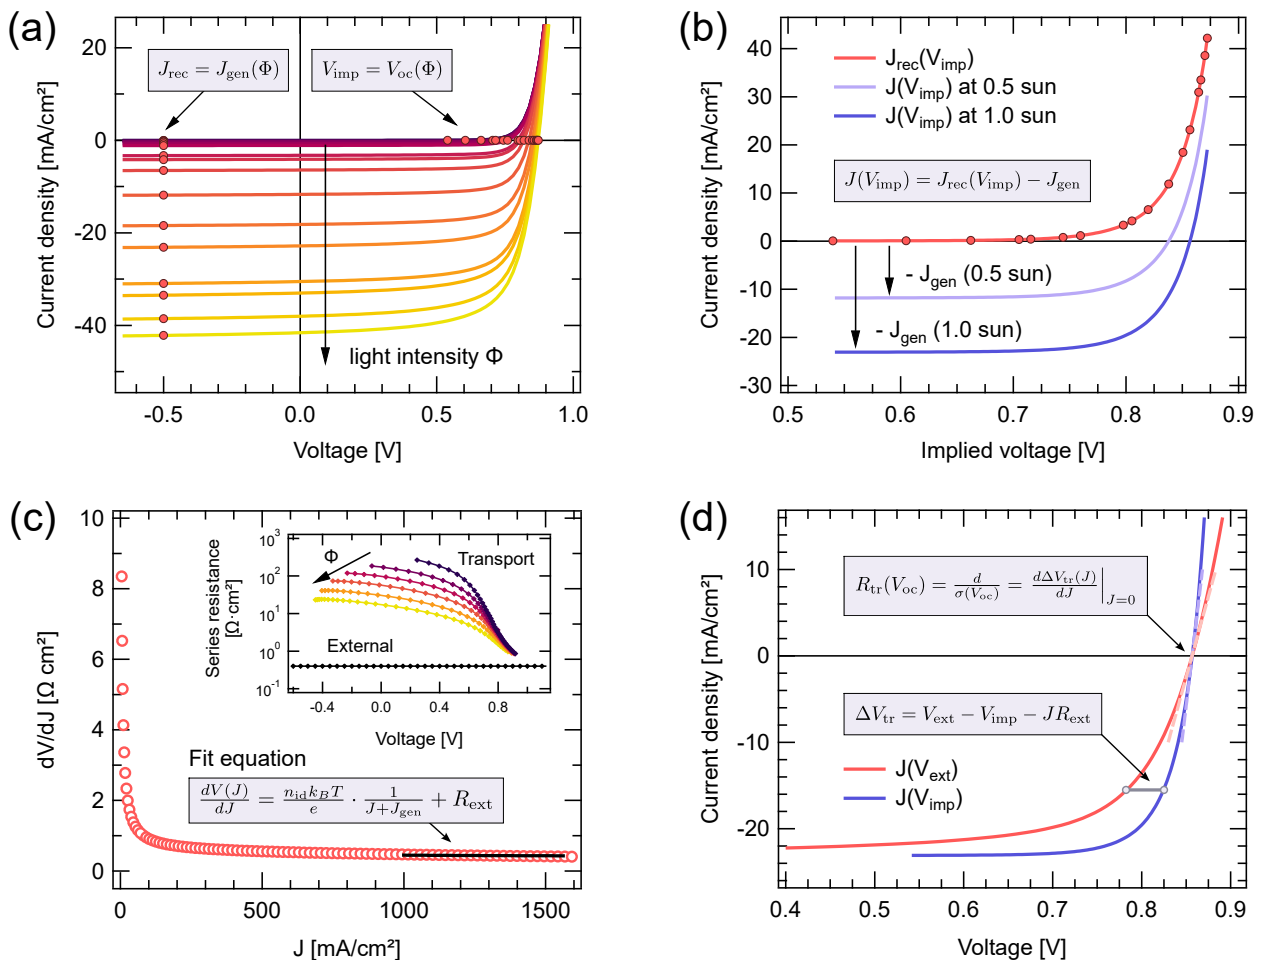 (a)
20
0
-20
-40
Current density [mA/cm²]
J_rec = J_gen(Φ)
V_imp = V_oc(Φ)
light intensity Φ
-0.5
0.0
0.5
1.0
Voltage [V]
(b)
40
30
20
10
0
-10
-20
-30
Current density [mA/cm²]
J_rec(V_imp)
J(V_imp) at 0.5 sun
J(V_imp) at 1.0 sun
J(V_imp) = J_rec(V_imp) − J_gen
- J_gen (0.5 sun)
- J_gen (1.0 sun)
0.5
0.6
0.7
0.8
0.9
Implied voltage [V]
(c)
10
8
6
4
2
0
dV/dJ [Ω cm²]
Series resistance
[Ω·cm²]
10³
10²
10¹
10⁰
10⁻¹
Φ
Transport
External
-0.4
0.0
0.4
0.8
Voltage [V]
Fit equation
dV(J)/dJ = n_id k_B T/e · 1/(J+J_gen) + R_ext
0
500
1000
1500
J [mA/cm²]
(d)
10
0
-10
-20
Current density [mA/cm²]
R_tr(V_oc) = d/σ(V_oc) = dΔV_tr(J)/dJ |_J=0
ΔV_tr = V_ext − V_imp − JR_ext
J(V_ext)
J(V_imp)
0.4
0.5
0.6
0.7
0.8
0.9
Voltage [V]